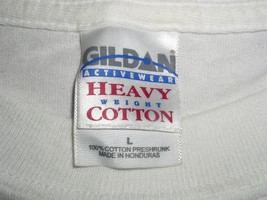 GILDAN
ACTIVEWEAR
HEAVY
WEIGHT
COTTON
L
100% COTTON PRESHRUNK
MADE IN HONDURAS